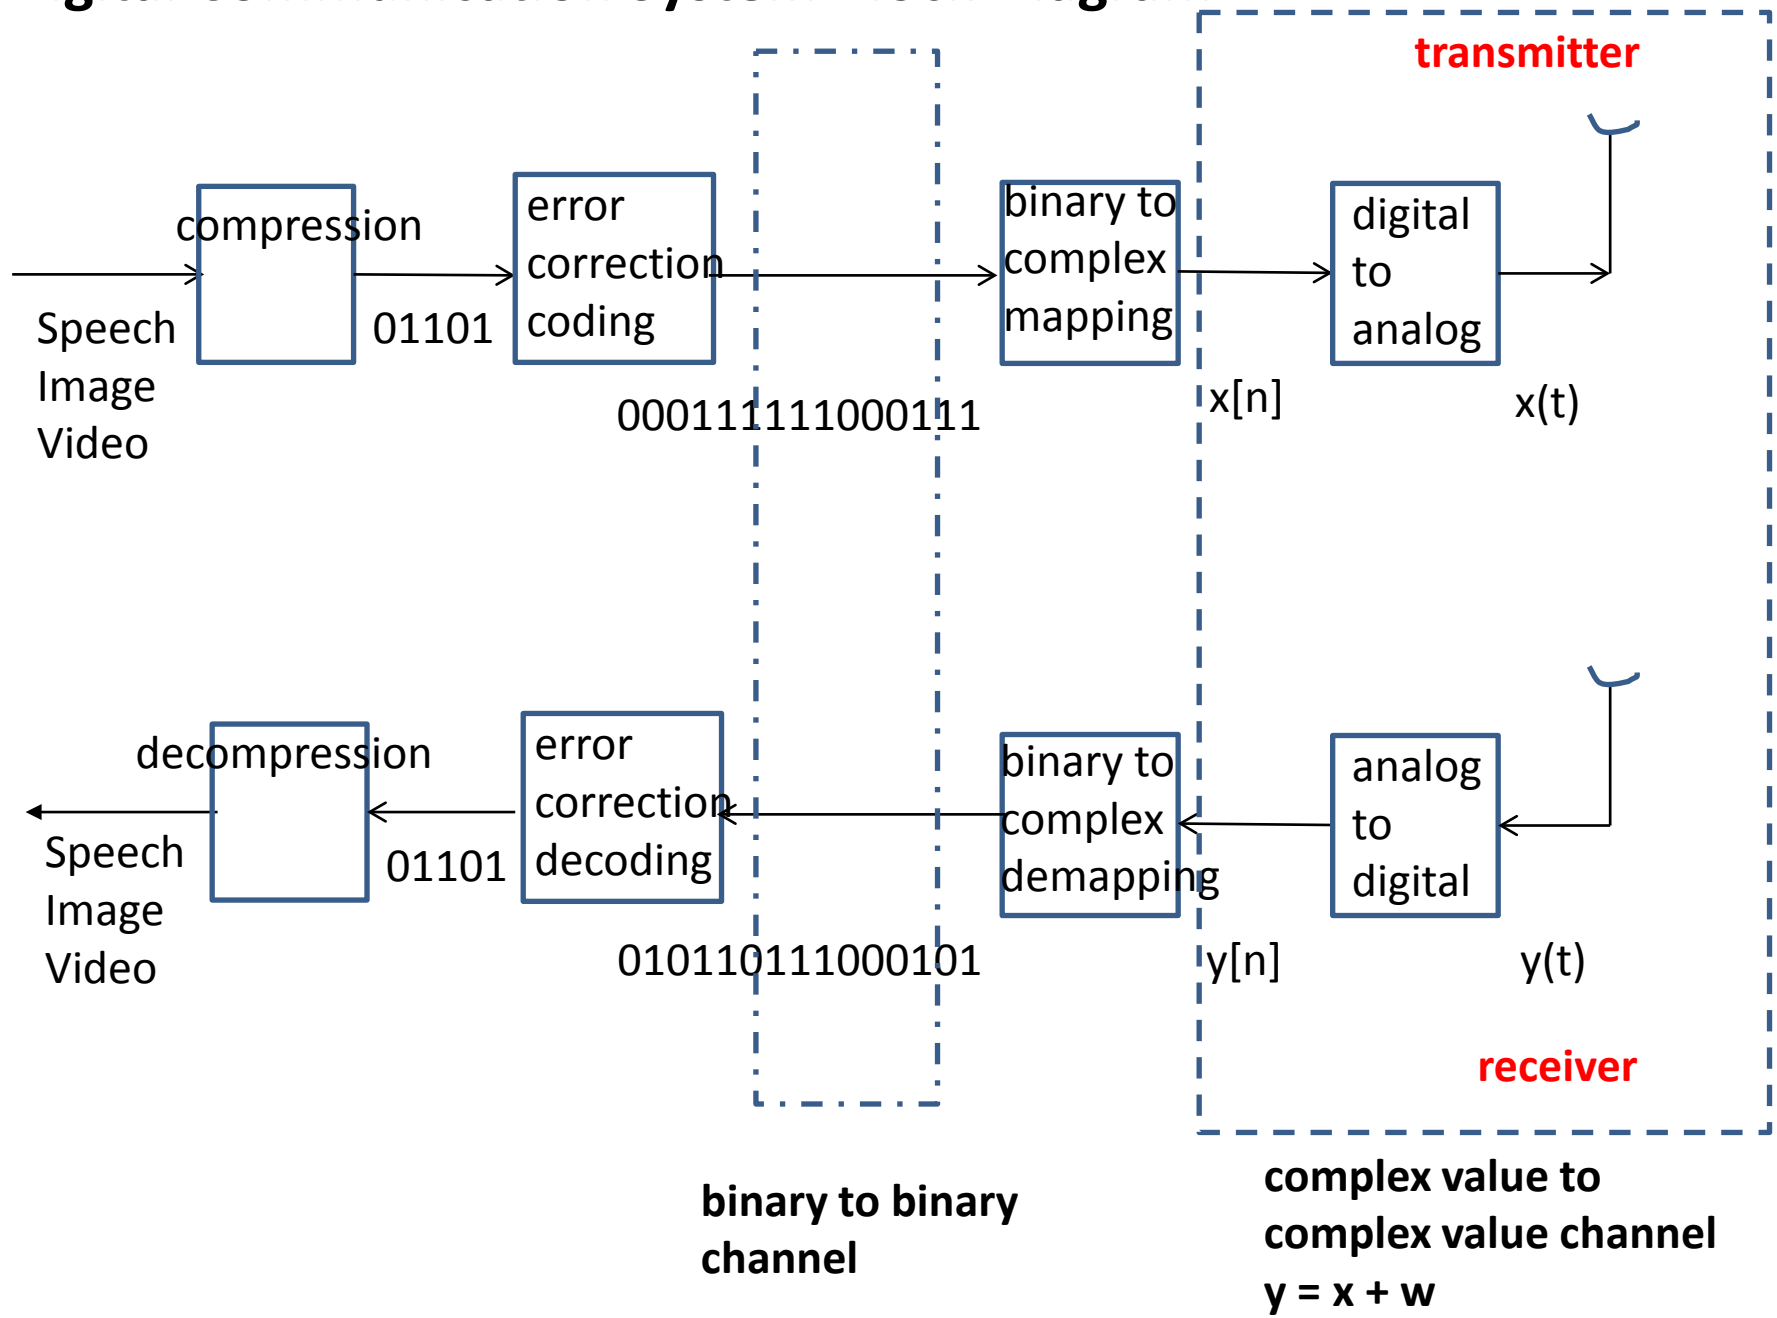 transmitter
compression
error
correction
coding
binary to
complex
mapping
digital
to
analog
Speech
Image
Video
01101
000111111000111
x[n]
x(t)
decompression
error
correction
decoding
binary to
complex
demapping
analog
to
digital
Speech
Image
Video
01101
010110111000101
y[n]
y(t)
receiver
binary to binary
channel
complex value to
complex value channel
y = x + w